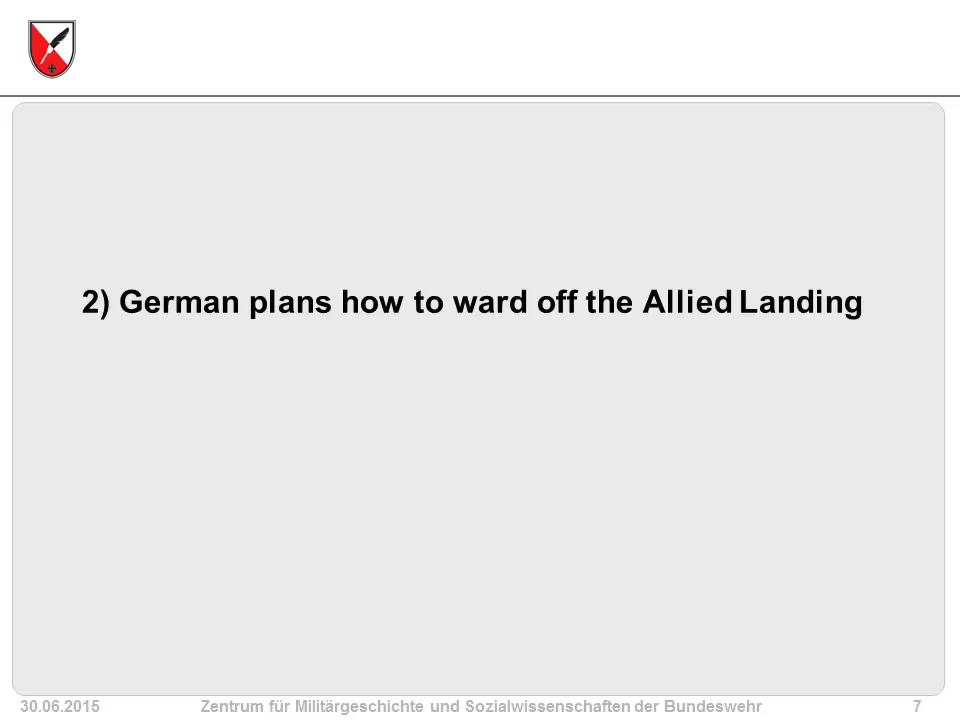 2) German plans how to ward off the Allied Landing
30.06.2015 Zentrum für Militärgeschichte und Sozialwissenschaften der Bundeswehr 7